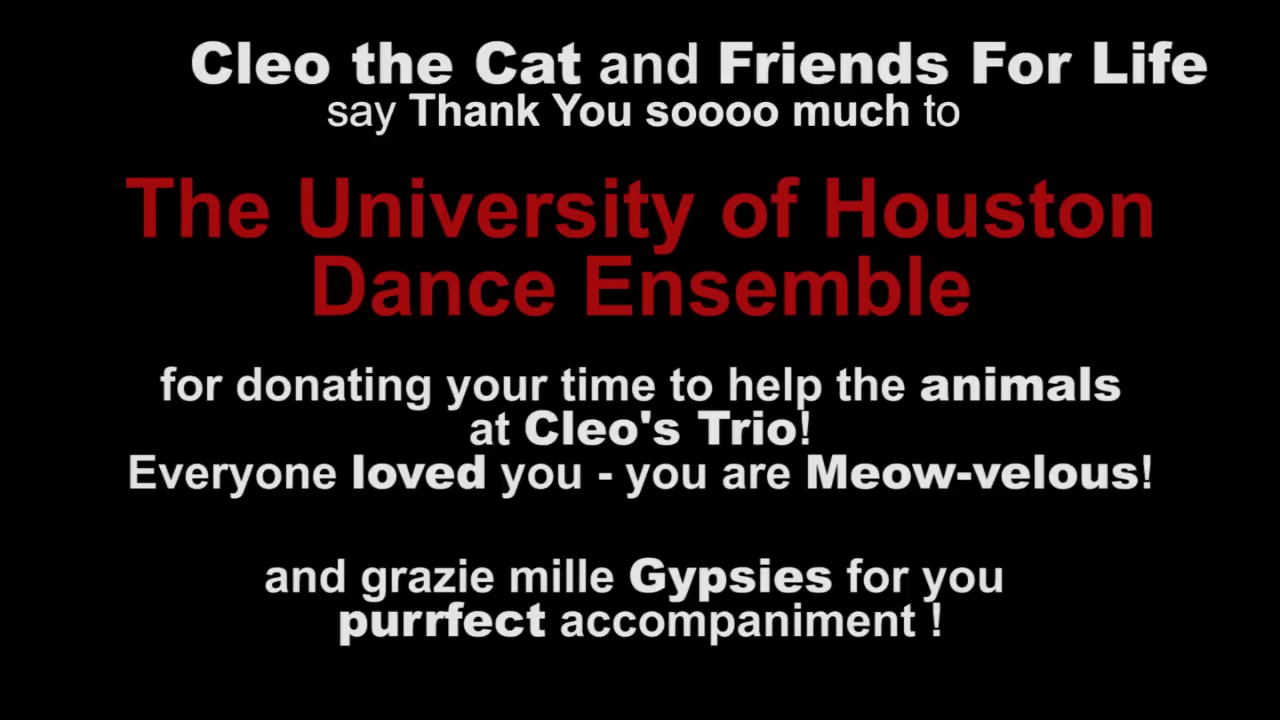 Cleo the Cat and Friends For Life
say Thank You soooo much to
The University of Houston
Dance Ensemble
for donating your time to help the animals
at Cleo's Trio!
Everyone loved you - you are Meow-velous!
and grazie mille Gypsies for you
purrfect accompaniment !